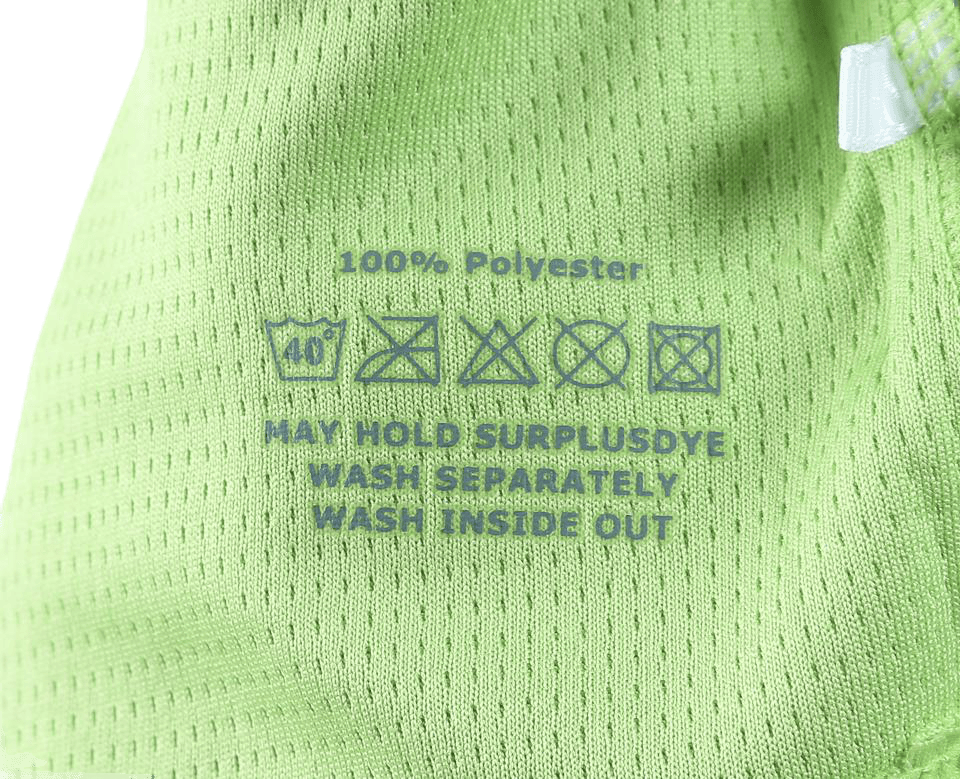 100% Polyester
40°
MAY HOLD SURPLUSDYE
WASH SEPARATELY
WASH INSIDE OUT